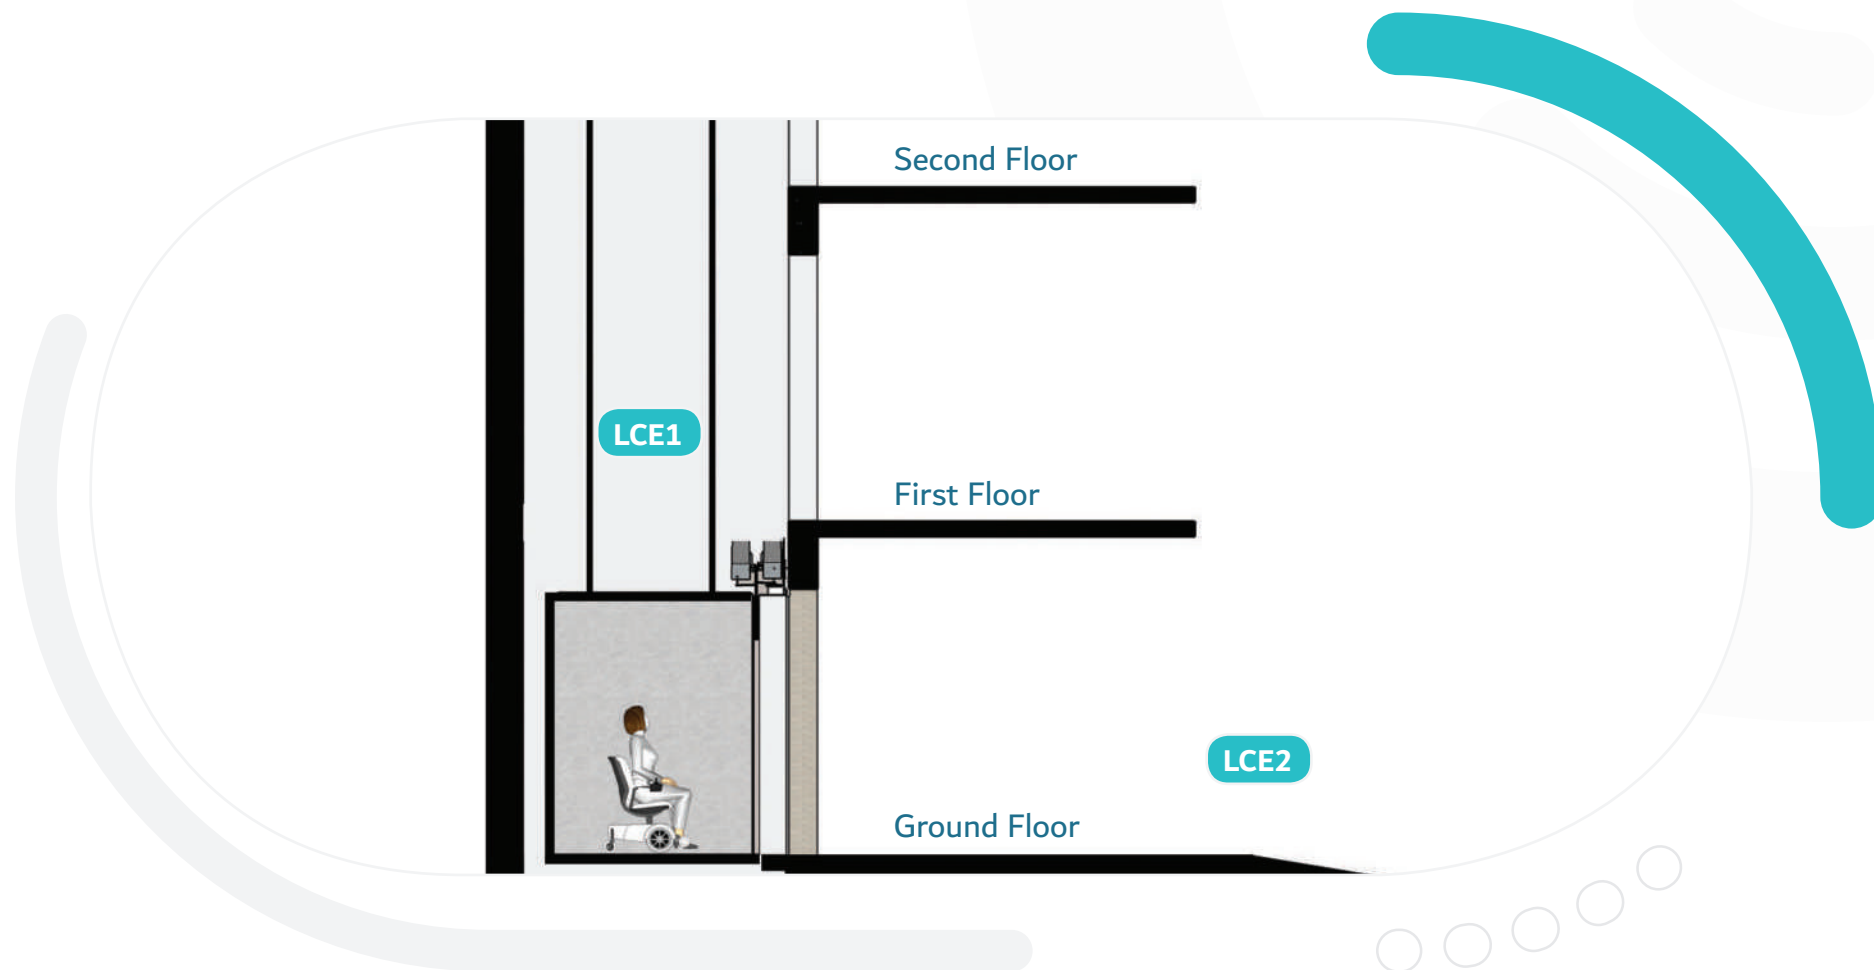 Second Floor
LCE1
First Floor
LCE2
Ground Floor